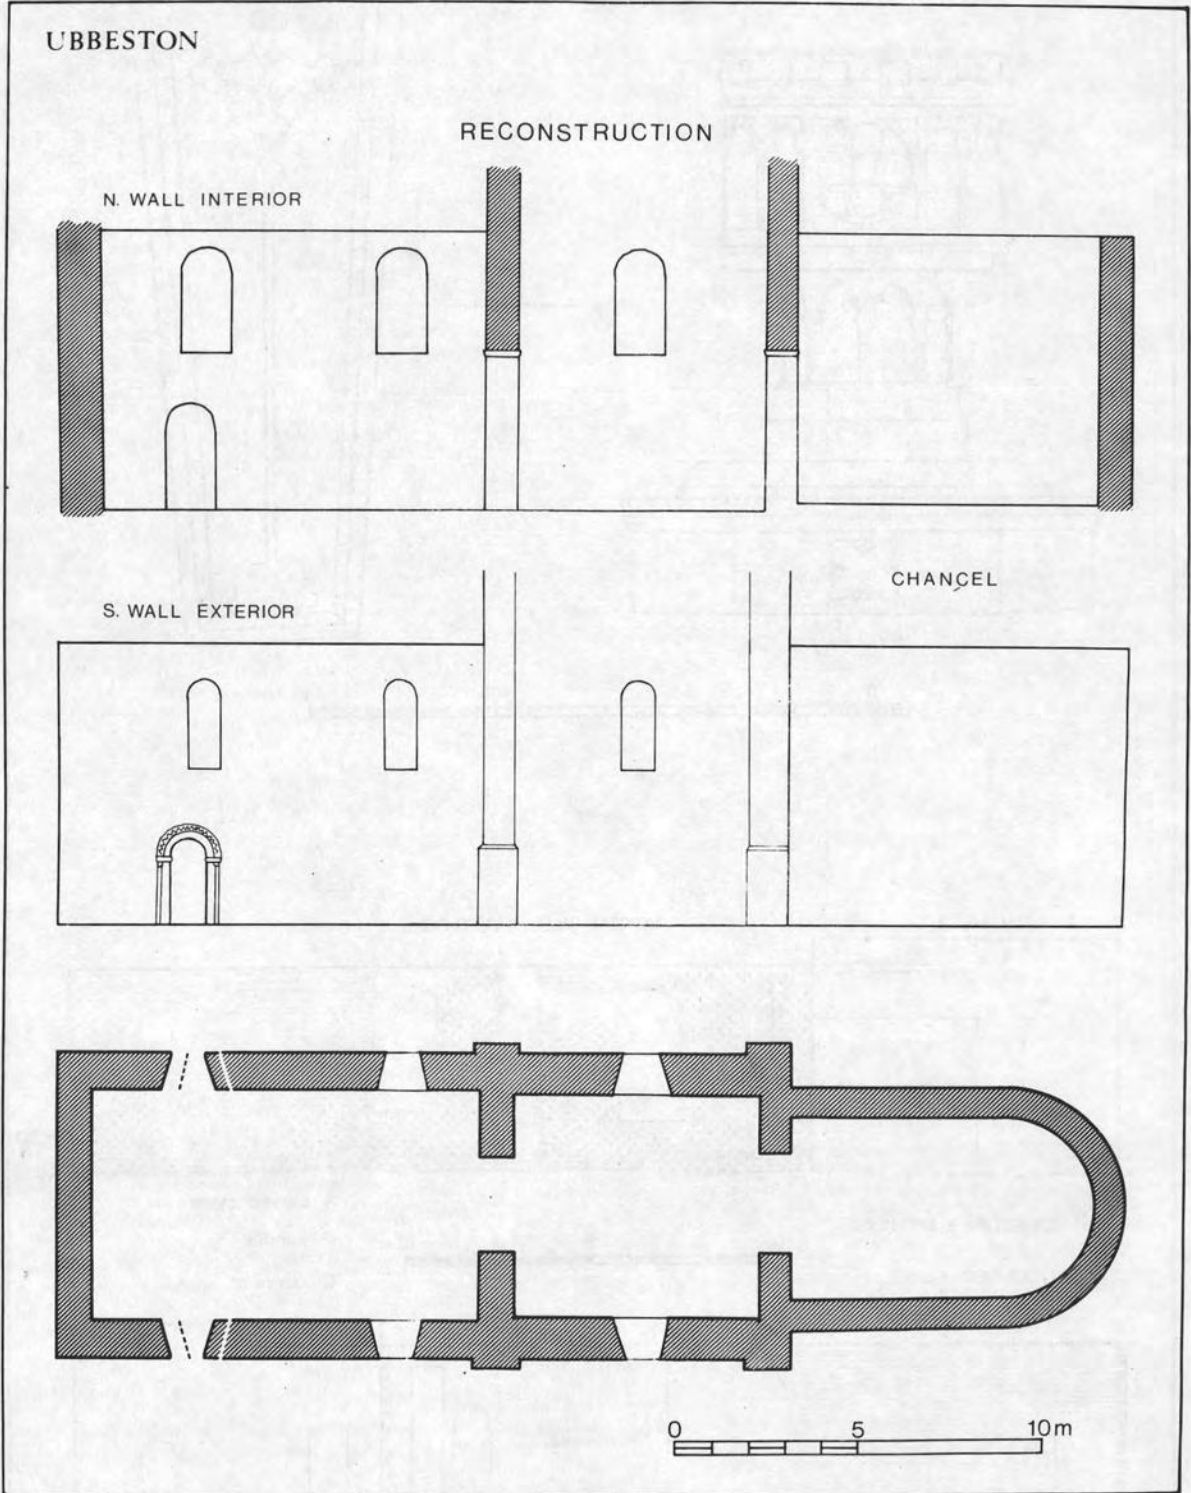 UBBESTON
RECONSTRUCTION
N. WALL INTERIOR
CHANCEL
S. WALL EXTERIOR
0 5 10m